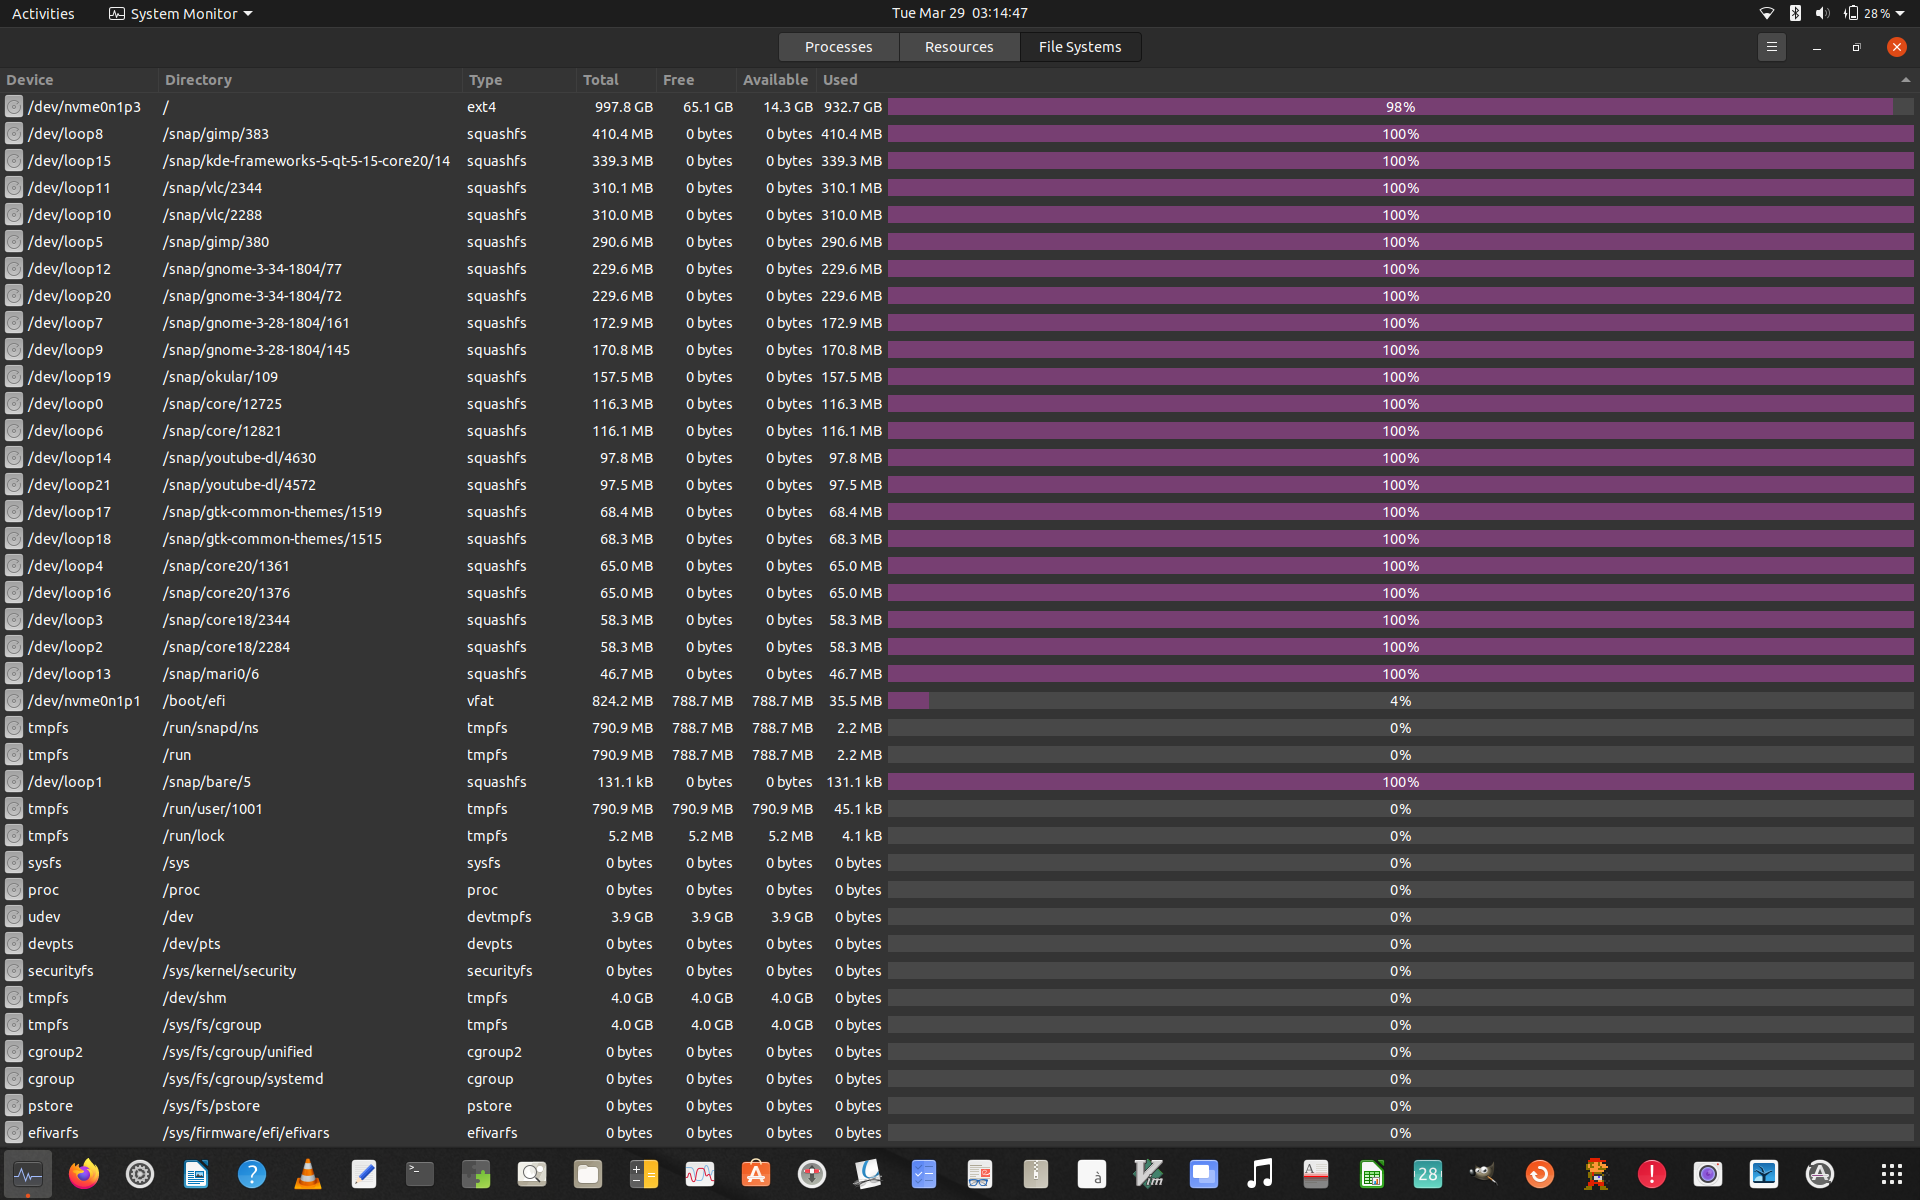 Activities System Monitor Tue Mar 29 03:14:47 28 %
Processes Resources File Systems
Device Directory Type Total Free Available Used
/dev/nvme0n1p3 / ext4 997.8 GB 65.1 GB 14.3 GB 932.7 GB 98%
/dev/loop8 /snap/gimp/383 squashfs 410.4 MB 0 bytes 0 bytes 410.4 MB 100%
/dev/loop15 /snap/kde-frameworks-5-qt-5-15-core20/14 squashfs 339.3 MB 0 bytes 0 bytes 339.3 MB 100%
/dev/loop11 /snap/vlc/2344 squashfs 310.1 MB 0 bytes 0 bytes 310.1 MB 100%
/dev/loop10 /snap/vlc/2288 squashfs 310.0 MB 0 bytes 0 bytes 310.0 MB 100%
/dev/loop5 /snap/gimp/380 squashfs 290.6 MB 0 bytes 0 bytes 290.6 MB 100%
/dev/loop12 /snap/gnome-3-34-1804/77 squashfs 229.6 MB 0 bytes 0 bytes 229.6 MB 100%
/dev/loop20 /snap/gnome-3-34-1804/72 squashfs 229.6 MB 0 bytes 0 bytes 229.6 MB 100%
/dev/loop7 /snap/gnome-3-28-1804/161 squashfs 172.9 MB 0 bytes 0 bytes 172.9 MB 100%
/dev/loop9 /snap/gnome-3-28-1804/145 squashfs 170.8 MB 0 bytes 0 bytes 170.8 MB 100%
/dev/loop19 /snap/okular/109 squashfs 157.5 MB 0 bytes 0 bytes 157.5 MB 100%
/dev/loop0 /snap/core/12725 squashfs 116.3 MB 0 bytes 0 bytes 116.3 MB 100%
/dev/loop6 /snap/core/12821 squashfs 116.1 MB 0 bytes 0 bytes 116.1 MB 100%
/dev/loop14 /snap/youtube-dl/4630 squashfs 97.8 MB 0 bytes 0 bytes 97.8 MB 100%
/dev/loop21 /snap/youtube-dl/4572 squashfs 97.5 MB 0 bytes 0 bytes 97.5 MB 100%
/dev/loop17 /snap/gtk-common-themes/1519 squashfs 68.4 MB 0 bytes 0 bytes 68.4 MB 100%
/dev/loop18 /snap/gtk-common-themes/1515 squashfs 68.3 MB 0 bytes 0 bytes 68.3 MB 100%
/dev/loop4 /snap/core20/1361 squashfs 65.0 MB 0 bytes 0 bytes 65.0 MB 100%
/dev/loop16 /snap/core20/1376 squashfs 65.0 MB 0 bytes 0 bytes 65.0 MB 100%
/dev/loop3 /snap/core18/2344 squashfs 58.3 MB 0 bytes 0 bytes 58.3 MB 100%
/dev/loop2 /snap/core18/2284 squashfs 58.3 MB 0 bytes 0 bytes 58.3 MB 100%
/dev/loop13 /snap/mari0/6 squashfs 46.7 MB 0 bytes 0 bytes 46.7 MB 100%
/dev/nvme0n1p1 /boot/efi vfat 824.2 MB 788.7 MB 788.7 MB 35.5 MB 4%
tmpfs /run/snapd/ns tmpfs 790.9 MB 788.7 MB 788.7 MB 2.2 MB 0%
tmpfs /run tmpfs 790.9 MB 788.7 MB 788.7 MB 2.2 MB 0%
/dev/loop1 /snap/bare/5 squashfs 131.1 kB 0 bytes 0 bytes 131.1 kB 100%
tmpfs /run/user/1001 tmpfs 790.9 MB 790.9 MB 790.9 MB 45.1 kB 0%
tmpfs /run/lock tmpfs 5.2 MB 5.2 MB 5.2 MB 4.1 kB 0%
sysfs /sys sysfs 0 bytes 0 bytes 0 bytes 0 bytes 0%
proc /proc proc 0 bytes 0 bytes 0 bytes 0 bytes 0%
udev /dev devtmpfs 3.9 GB 3.9 GB 3.9 GB 0 bytes 0%
devpts /dev/pts devpts 0 bytes 0 bytes 0 bytes 0 bytes 0%
securityfs /sys/kernel/security securityfs 0 bytes 0 bytes 0 bytes 0 bytes 0%
tmpfs /dev/shm tmpfs 4.0 GB 4.0 GB 4.0 GB 0 bytes 0%
tmpfs /sys/fs/cgroup tmpfs 4.0 GB 4.0 GB 4.0 GB 0 bytes 0%
cgroup2 /sys/fs/cgroup/unified cgroup2 0 bytes 0 bytes 0 bytes 0 bytes 0%
cgroup /sys/fs/cgroup/systemd cgroup 0 bytes 0 bytes 0 bytes 0 bytes 0%
pstore /sys/fs/pstore pstore 0 bytes 0 bytes 0 bytes 0 bytes 0%
efivarfs /sys/firmware/efi/efivars efivarfs 0 bytes 0 bytes 0 bytes 0 bytes 0%
? à Vim 28